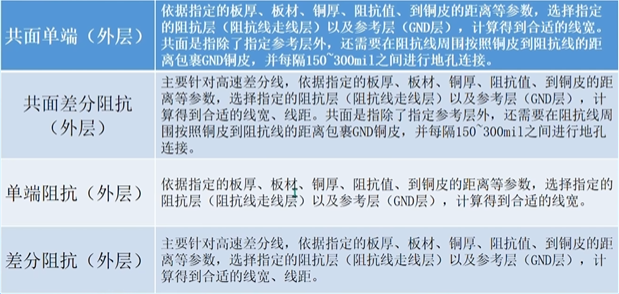 共面单端（外层）
依据指定的板厚、板材、铜厚、阻抗值、到铜皮的距离等参数，选择指定
的阻抗层（阻抗线走线层）以及参考层（GND层），计算得到合适的线宽。
共面是指除了指定参考层外，还需要在阻抗线周围按照铜皮到阻抗线的距
离包裹GND铜皮，并每隔150~300mil之间进行地孔连接。
共面差分阻抗
（外层）
主要针对高速差分线，依据指定的板厚、板材、铜厚、阻抗值、到铜皮的距
离等参数，选择指定的阻抗层（阻抗线走线层）以及参考层（GND层），计
算得到合适的线宽、线距。共面是指除了指定参考层外，还需要在阻抗线周
围按照铜皮到阻抗线的距离包裹GND铜皮，并每隔150~300mil之间进行地孔
连接。
单端阻抗（外层）
依据指定的板厚、板材、铜厚、阻抗值、到铜皮的距离等参数，选择指定的
阻抗层（阻抗线走线层）以及参考层（GND层），计算得到合适的线宽。
差分阻抗（外层）
主要针对高速差分线，依据指定的板厚、板材、铜厚、阻抗值、到铜皮的距
离等参数，选择指定的阻抗层（阻抗线走线层）以及参考层（GND层），计
算得到合适的线宽、线距。